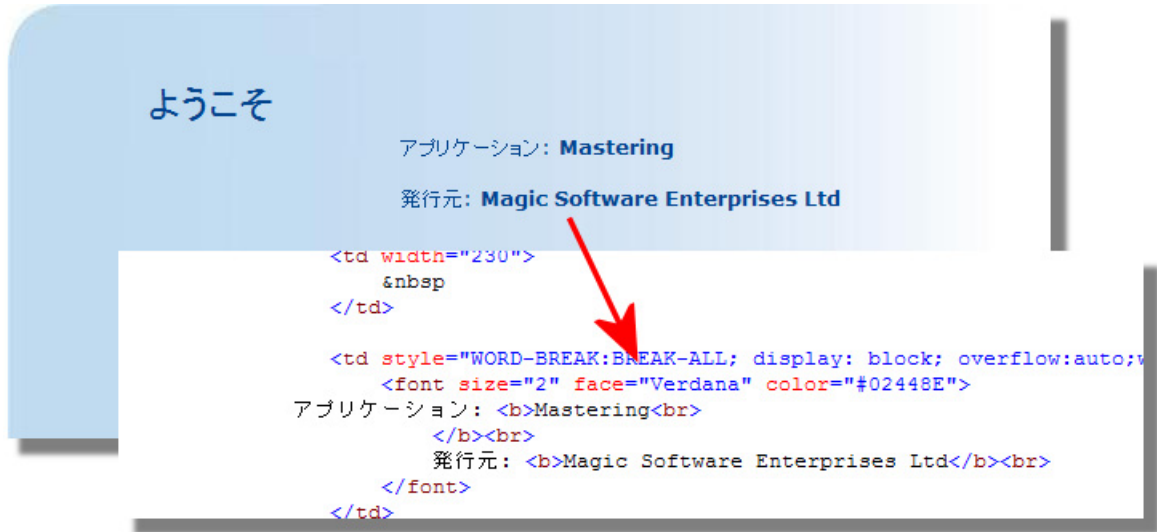 ようこそ
アプリケーション: Mastering
発行元: Magic Software Enterprises Ltd
<td width="230">
&nbsp
</td>
<td style="WORD-BREAK:BREAK-ALL; display: block; overflow:auto;w
<font size="2" face="Verdana" color="#02448E">
アプリケーション: <b>Mastering<br>
</b><br>
発行元: <b>Magic Software Enterprises Ltd</b><br>
</font>
</td>